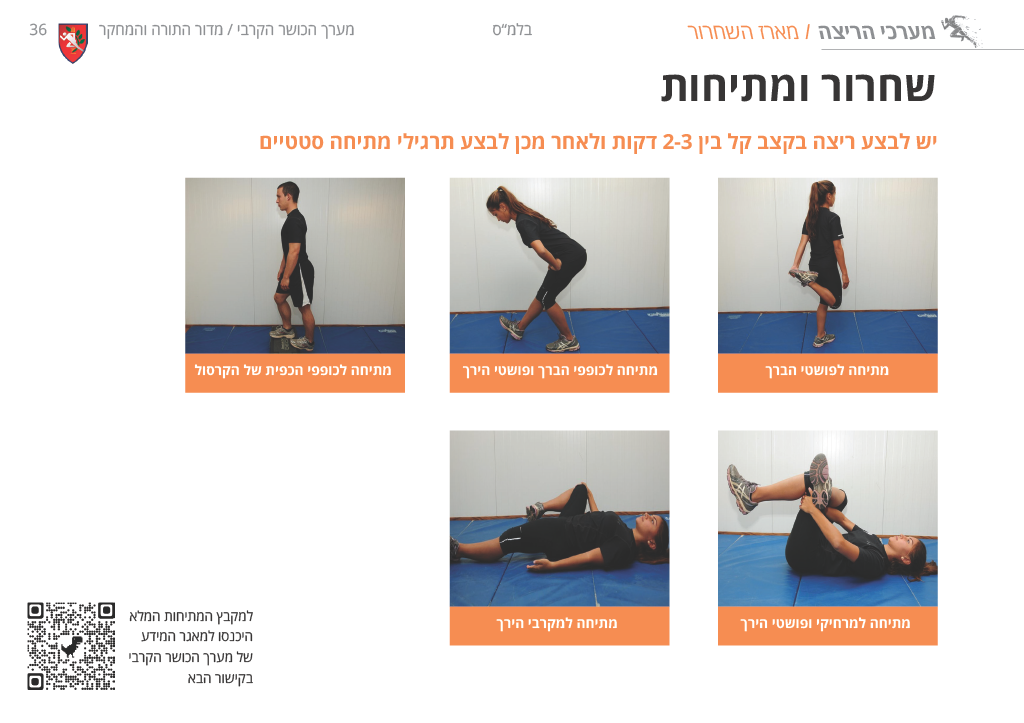 מערכי הריצה / מארז השחרור
בלמ״ס
מערך הכושר הקרבי / מדור התורה והמחקר
36
שחרור ומתיחות
יש לבצע ריצה בקצב קל בין 2-3 דקות ולאחר מכן לבצע תרגילי מתיחה סטטיים
מתיחה לפושטי הברך
מתיחה לכופפי הברך ופושטי הירך
מתיחה לכופפי הכפית של הקרסול
מתיחה למרחיקי ופושטי הירך
מתיחה למקרבי הירך
למקבץ המתיחות המלא
היכנסו למאגר המידע
של מערך הכושר הקרבי
בקישור הבא